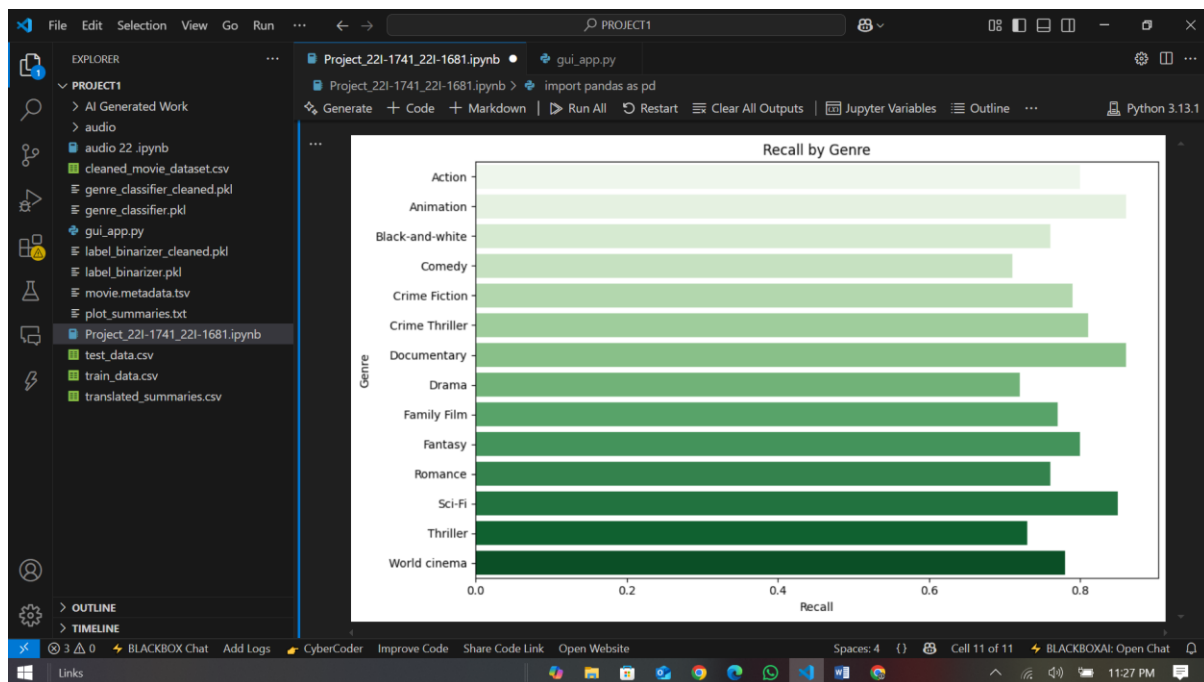 File Edit Selection View Go Run ··· PROJECT1
EXPLORER ···
PROJECT1
AI Generated Work
audio
audio 22 .ipynb
cleaned_movie_dataset.csv
genre_classifier_cleaned.pkl
genre_classifier.pkl
gui_app.py
label_binarizer_cleaned.pkl
label_binarizer.pkl
movie.metadata.tsv
plot_summaries.txt
Project_22I-1741_22I-1681.ipynb
test_data.csv
train_data.csv
translated_summaries.csv
OUTLINE
TIMELINE
1
Project_22I-1741_22I-1681.ipynb gui_app.py ···
Project_22I-1741_22I-1681.ipynb > import pandas as pd
Generate + Code + Markdown | Run All Restart Clear All Outputs | Jupyter Variables Outline ··· Python 3.13.1
···
Recall by Genre
Action
Animation
Black-and-white
Comedy
Crime Fiction
Crime Thriller
Documentary
Drama
Family Film
Fantasy
Romance
Sci-Fi
Thriller
World cinema
Genre
0.0 0.2 0.4 0.6 0.8
Recall
3 0 BLACKBOX Chat Add Logs CyberCoder Improve Code Share Code Link Open Website Spaces: 4 {} Cell 11 of 11 BLACKBOXAI: Open Chat
Links 11:27 PM